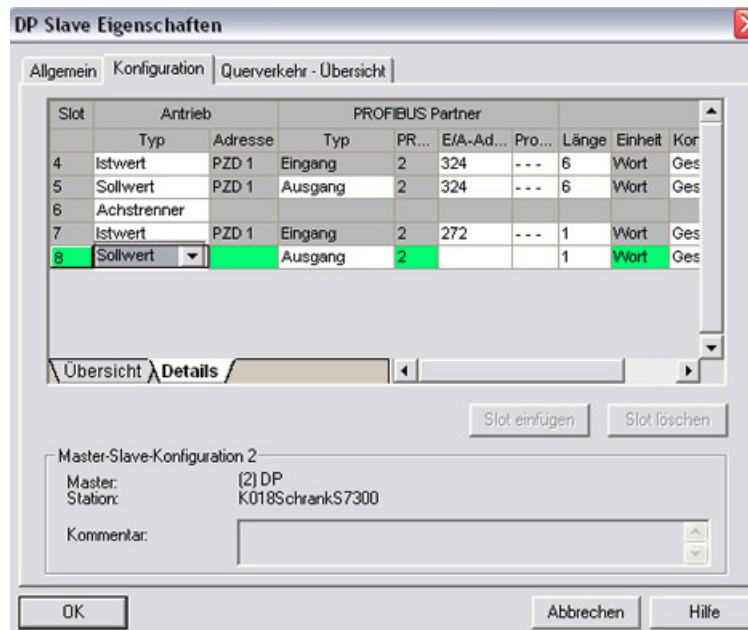 DP Slave Eigenschaften
Allgemein Konfiguration Querverkehr - Übersicht
Slot Antrieb PROFIBUS Partner
Typ Adresse Typ PR... E/A-Ad... Pro... Länge Einheit Kor
4 Istwert PZD 1 Eingang 2 324 - - - 6 Wort Ges
5 Sollwert PZD 1 Ausgang 2 324 - - - 6 Wort Ges
6 Achstrenner
7 Istwert PZD 1 Eingang 2 272 - - - 1 Wort Ges
8 Sollwert Ausgang 2 1 Wort Ges
Übersicht Details
Slot einfügen Slot löschen
Master-Slave-Konfiguration 2
Master: (2) DP
Station: K018SchrankS7300
Kommentar:
OK Abbrechen Hilfe